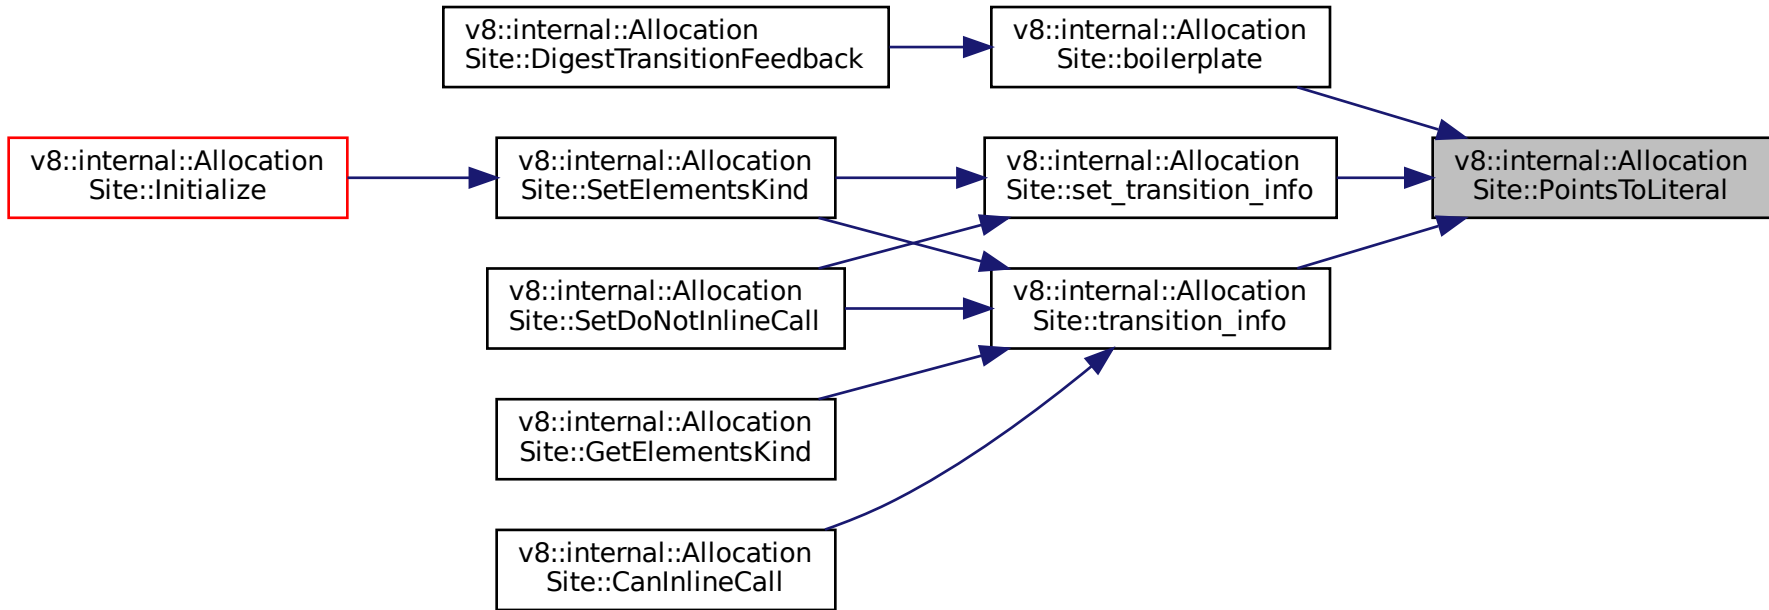 v8::internal::Allocation
Site::DigestTransitionFeedback
v8::internal::Allocation
Site::boilerplate
v8::internal::Allocation
Site::Initialize
v8::internal::Allocation
Site::SetElementsKind
v8::internal::Allocation
Site::set_transition_info
v8::internal::Allocation
Site::PointsToLiteral
v8::internal::Allocation
Site::SetDoNotInlineCall
v8::internal::Allocation
Site::transition_info
v8::internal::Allocation
Site::GetElementsKind
v8::internal::Allocation
Site::CanInlineCall